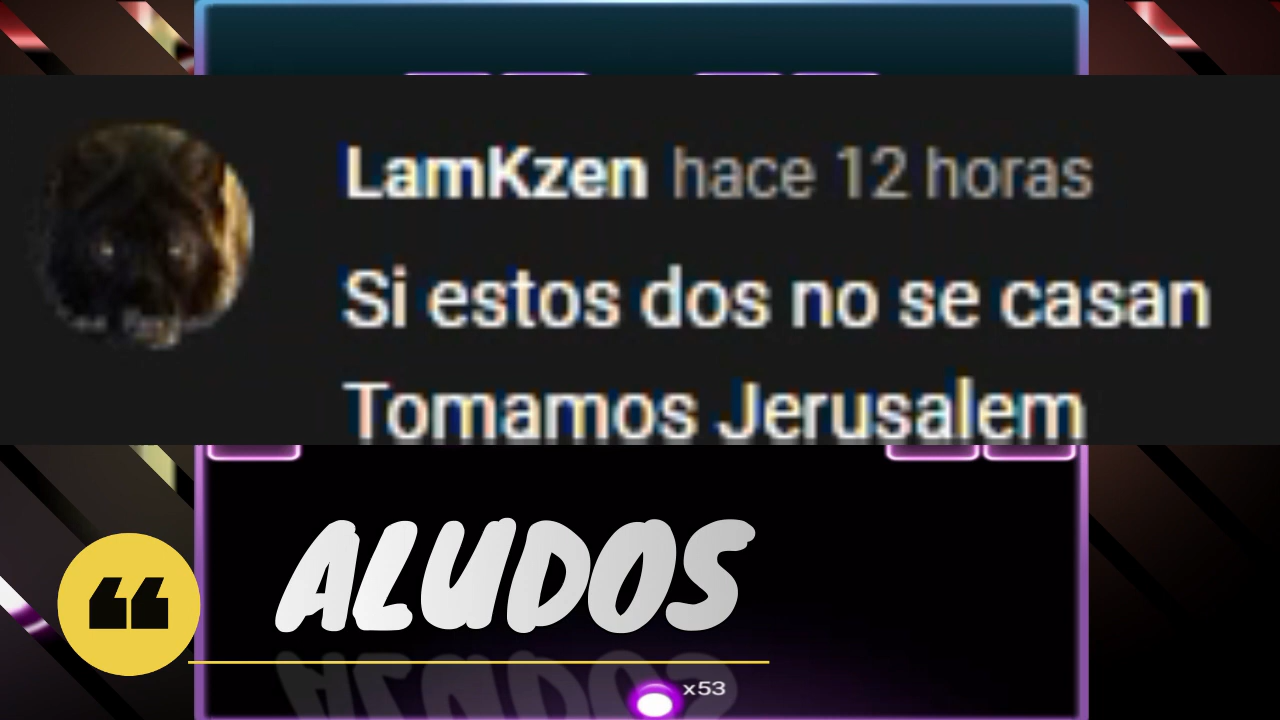 LamKzen hace 12 horas
Si estos dos no se casan
Tomamos Jerusalem
ALUDOS
x53